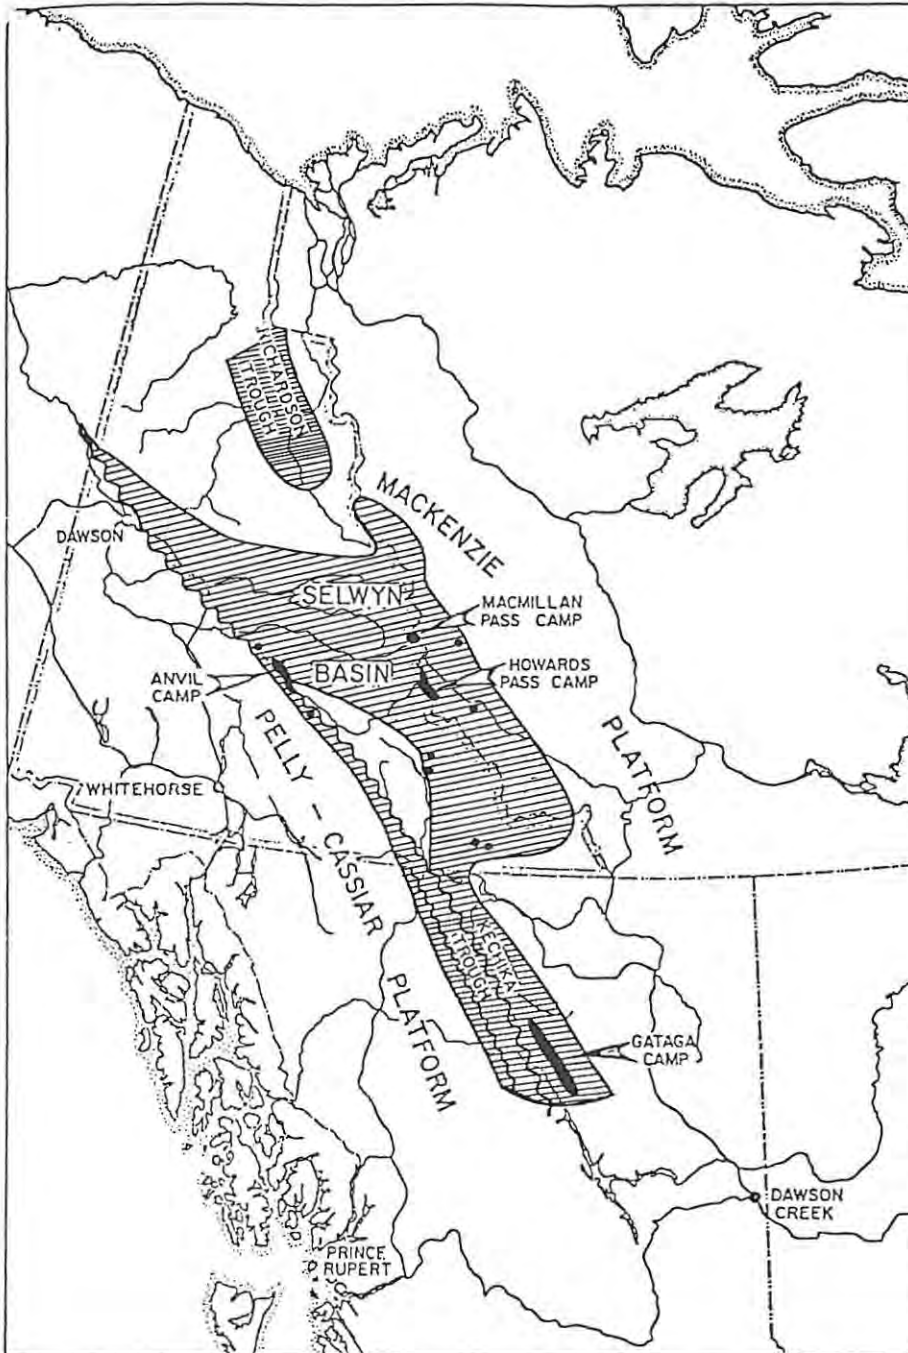 CHARDSON
TROUGH
MACKENZIE
PLATFORM
DAWSON
SELWYN
BASIN
MACMILLAN
PASS CAMP
HOWARDS
PASS CAMP
ANVIL
CAMP
WHITEHORSE
PELLY - CASSIAR
PLATFORM
KECHIKA
TROUGH
GATAGA
CAMP
DAWSON
CREEK
PRINCE
RUPERT